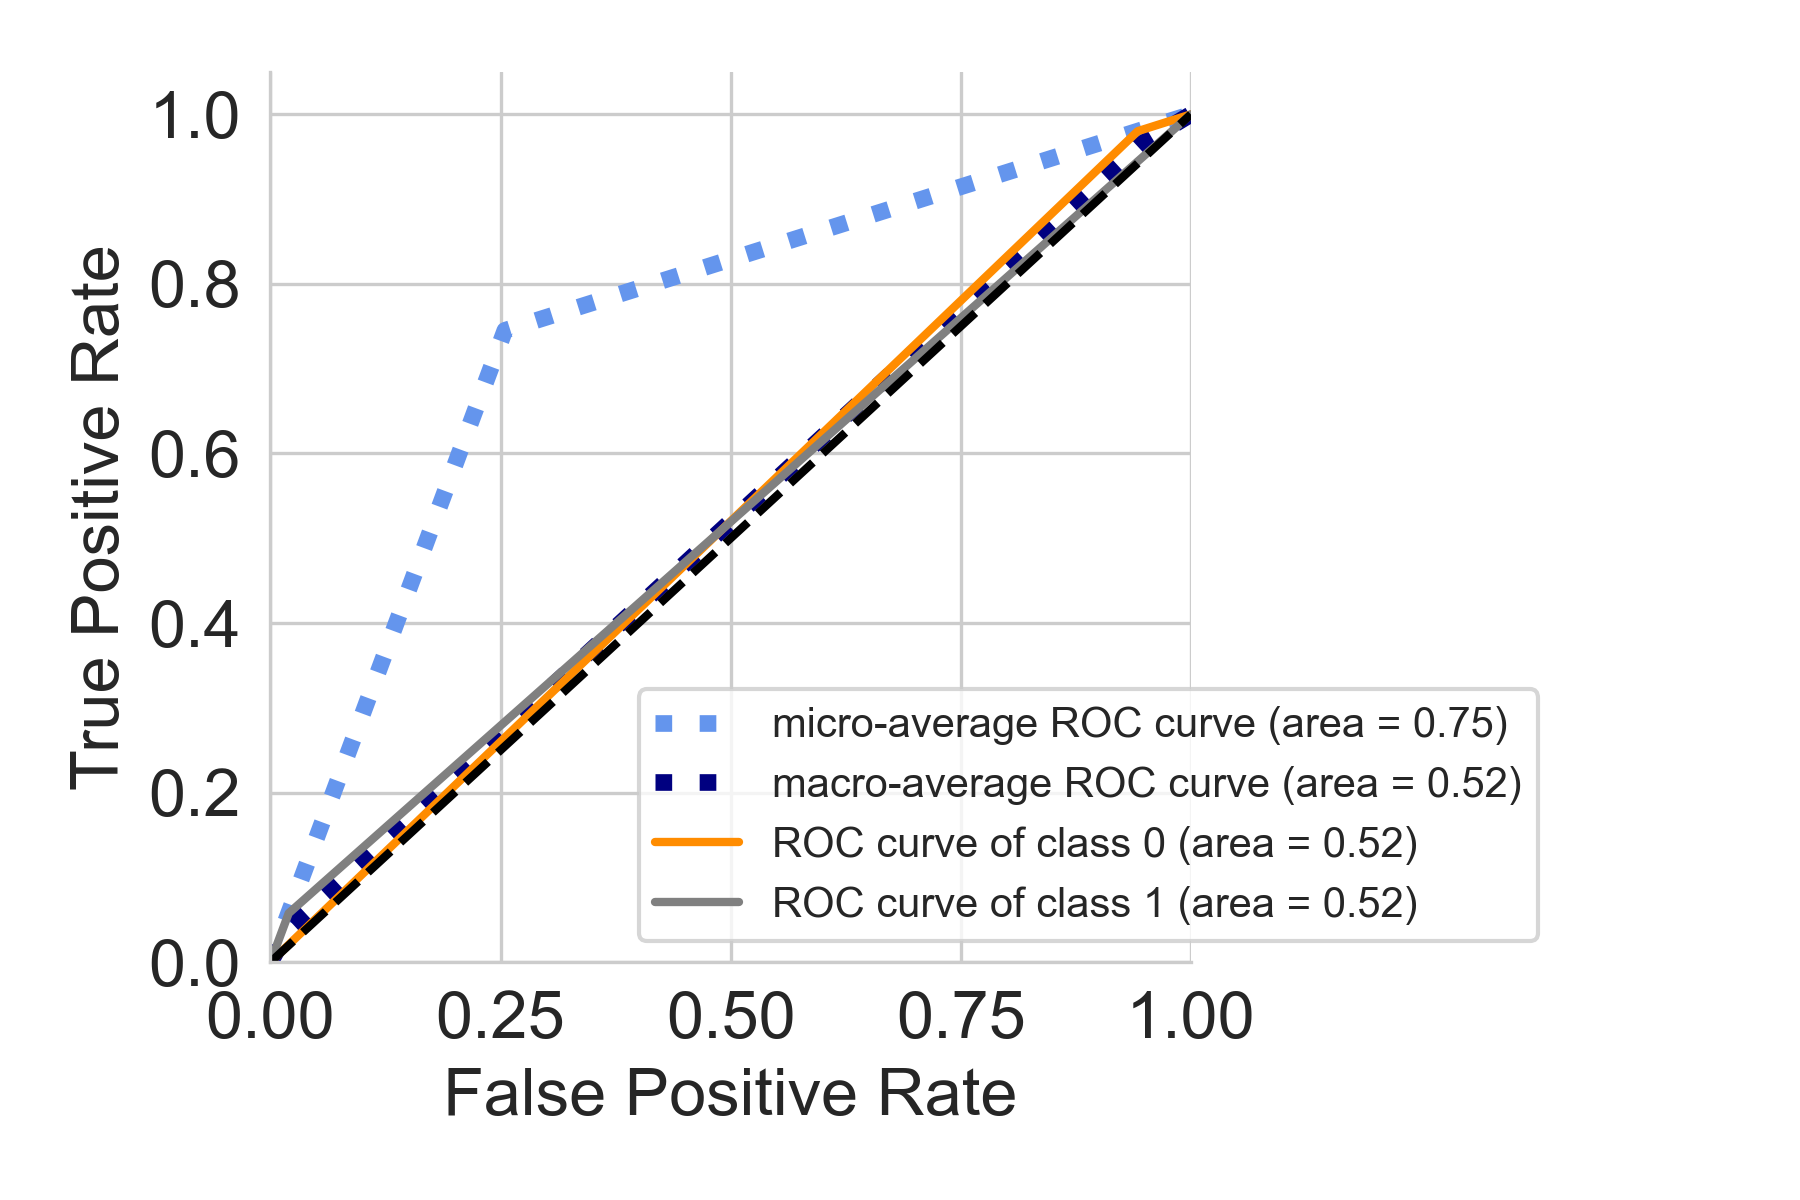 1.0
0.8
0.6
0.4
0.2
0.0
True Positive Rate
0.00 0.25 0.50 0.75 1.00
False Positive Rate
micro-average ROC curve (area = 0.75)
macro-average ROC curve (area = 0.52)
ROC curve of class 0 (area = 0.52)
ROC curve of class 1 (area = 0.52)